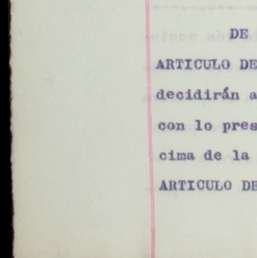 DE
ARTICULO DE
decidirán a
con lo pres
cima de la
ARTICULO DE